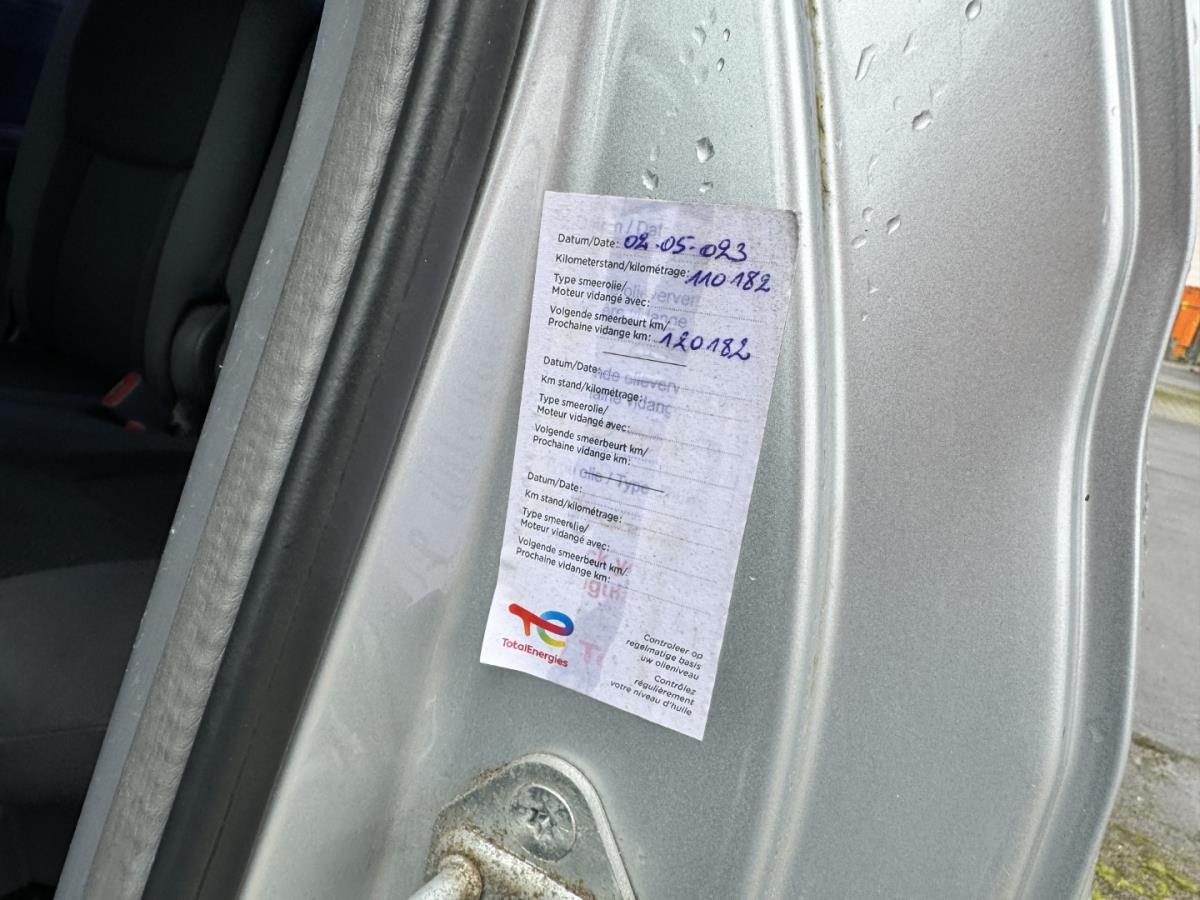 Datum/Date: 02-05-023
Kilometerstand/kilométrage: 110182
Type smeerolie/
Moteur vidangé avec:
Volgende smeerbeurt km/
Prochaine vidange km: 120182
Datum/Date:
Km stand/kilométrage:
Type smeerolie/
Moteur vidangé avec:
Volgende smeerbeurt km/
Prochaine vidange km:
Datum/Date:
Km stand/kilométrage:
Type smeerolie/
Moteur vidangé avec:
Volgende smeerbeurt km/
Prochaine vidange km:
TotalEnergies
Controleer op
regelmatige basis
uw olieniveau
Contrôlez
régulièrement
votre niveau d'huile